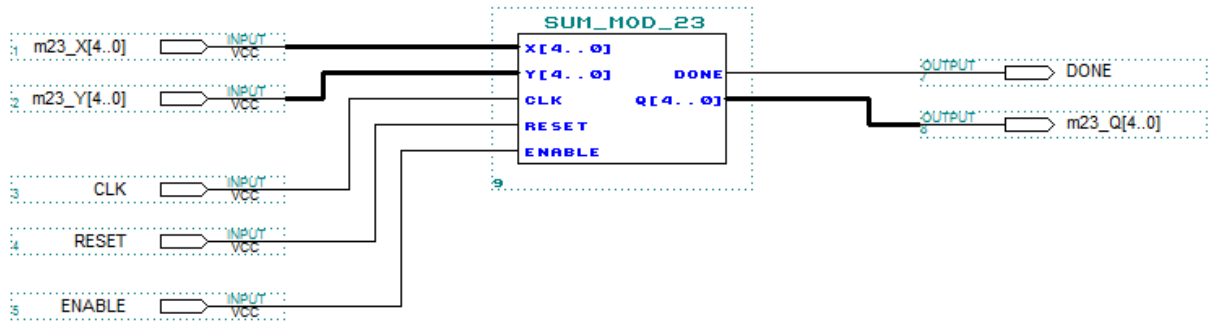 SUM_MOD_23
1 m23_X[4..0] INPUT VCC
X[4..0]
2 m23_Y[4..0] INPUT VCC
Y[4..0] DONE
7 OUTPUT DONE
CLK Q[4..0]
8 OUTPUT m23_Q[4..0]
RESET
ENABLE
9
3 CLK INPUT VCC
4 RESET INPUT VCC
5 ENABLE INPUT VCC